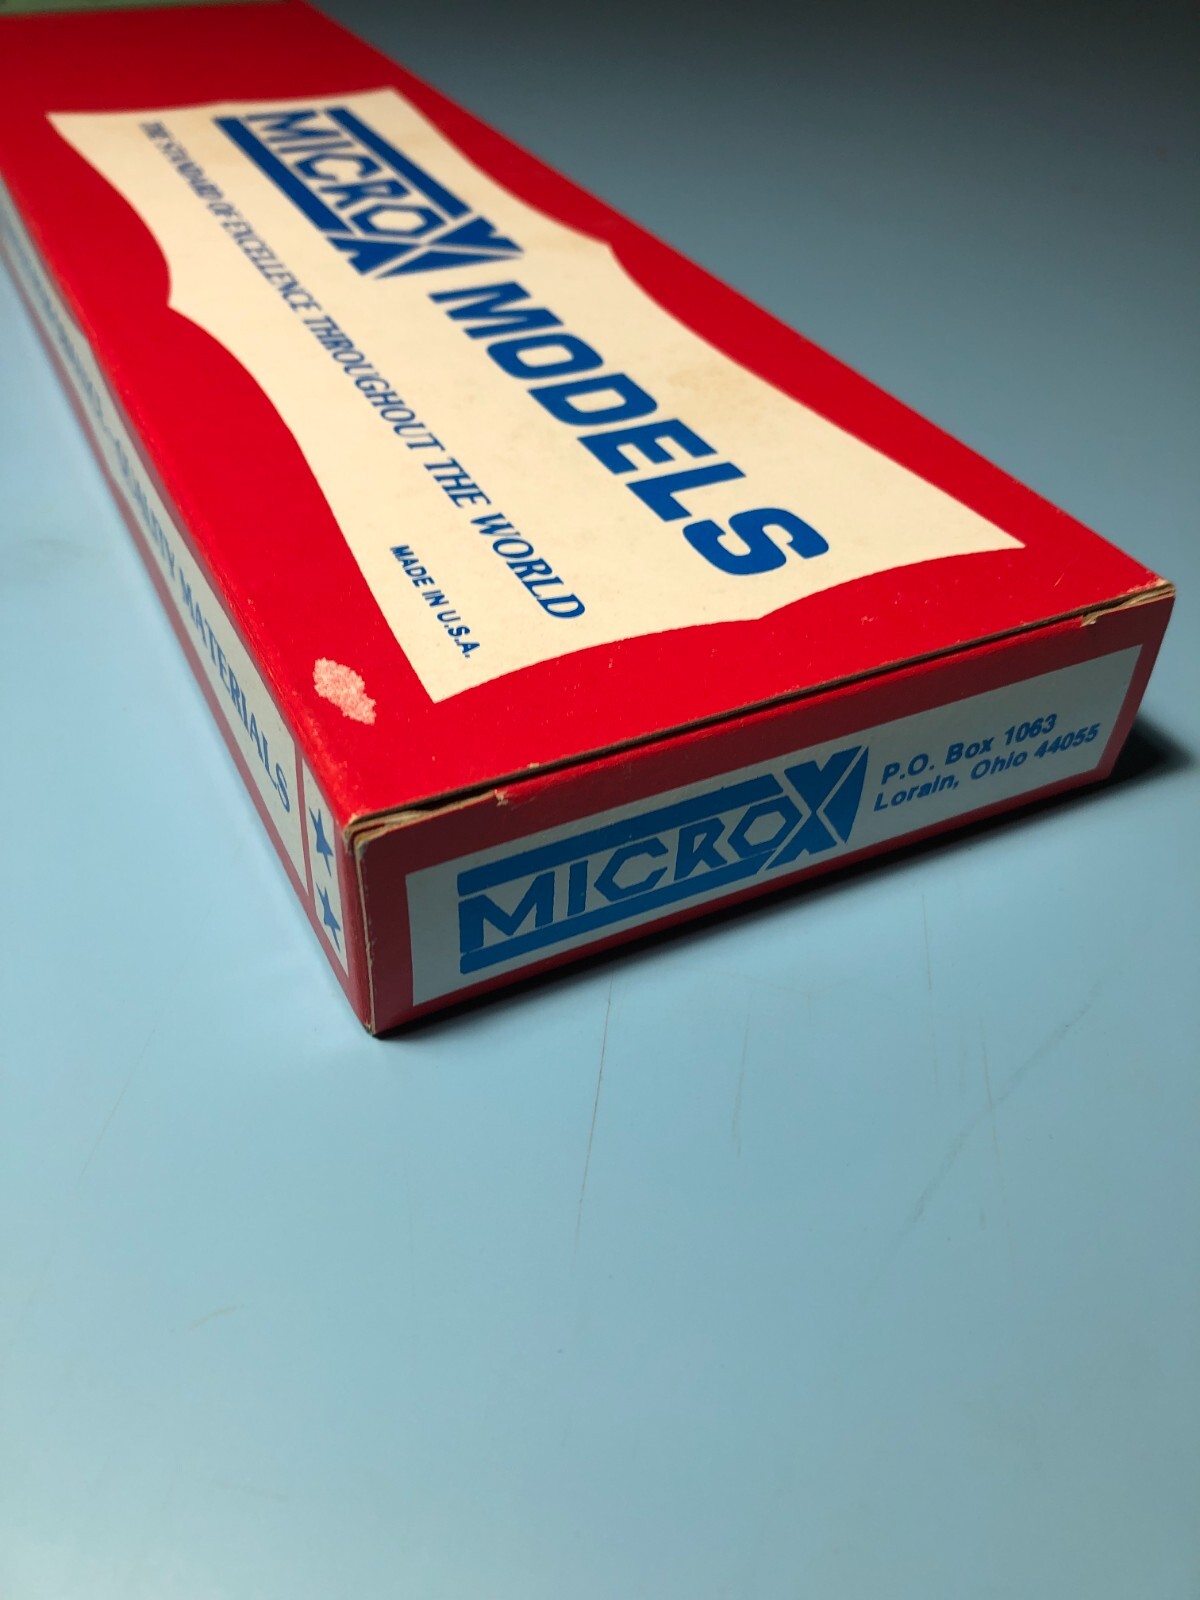 MICROX MODELS
THE STANDARD OF EXCELLENCE THROUGHOUT THE WORLD
MADE IN U.S.A.
QUALITY MATERIALS
MICROX
P.O. Box 1063
Lorain, Ohio 44055